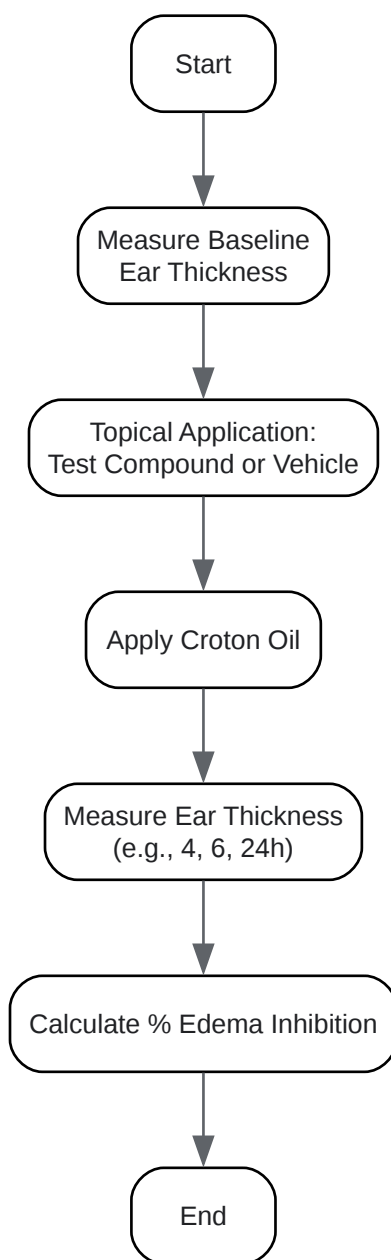 Start
Measure Baseline
Ear Thickness
Topical Application:
Test Compound or Vehicle
Apply Croton Oil
Measure Ear Thickness
(e.g., 4, 6, 24h)
Calculate % Edema Inhibition
End